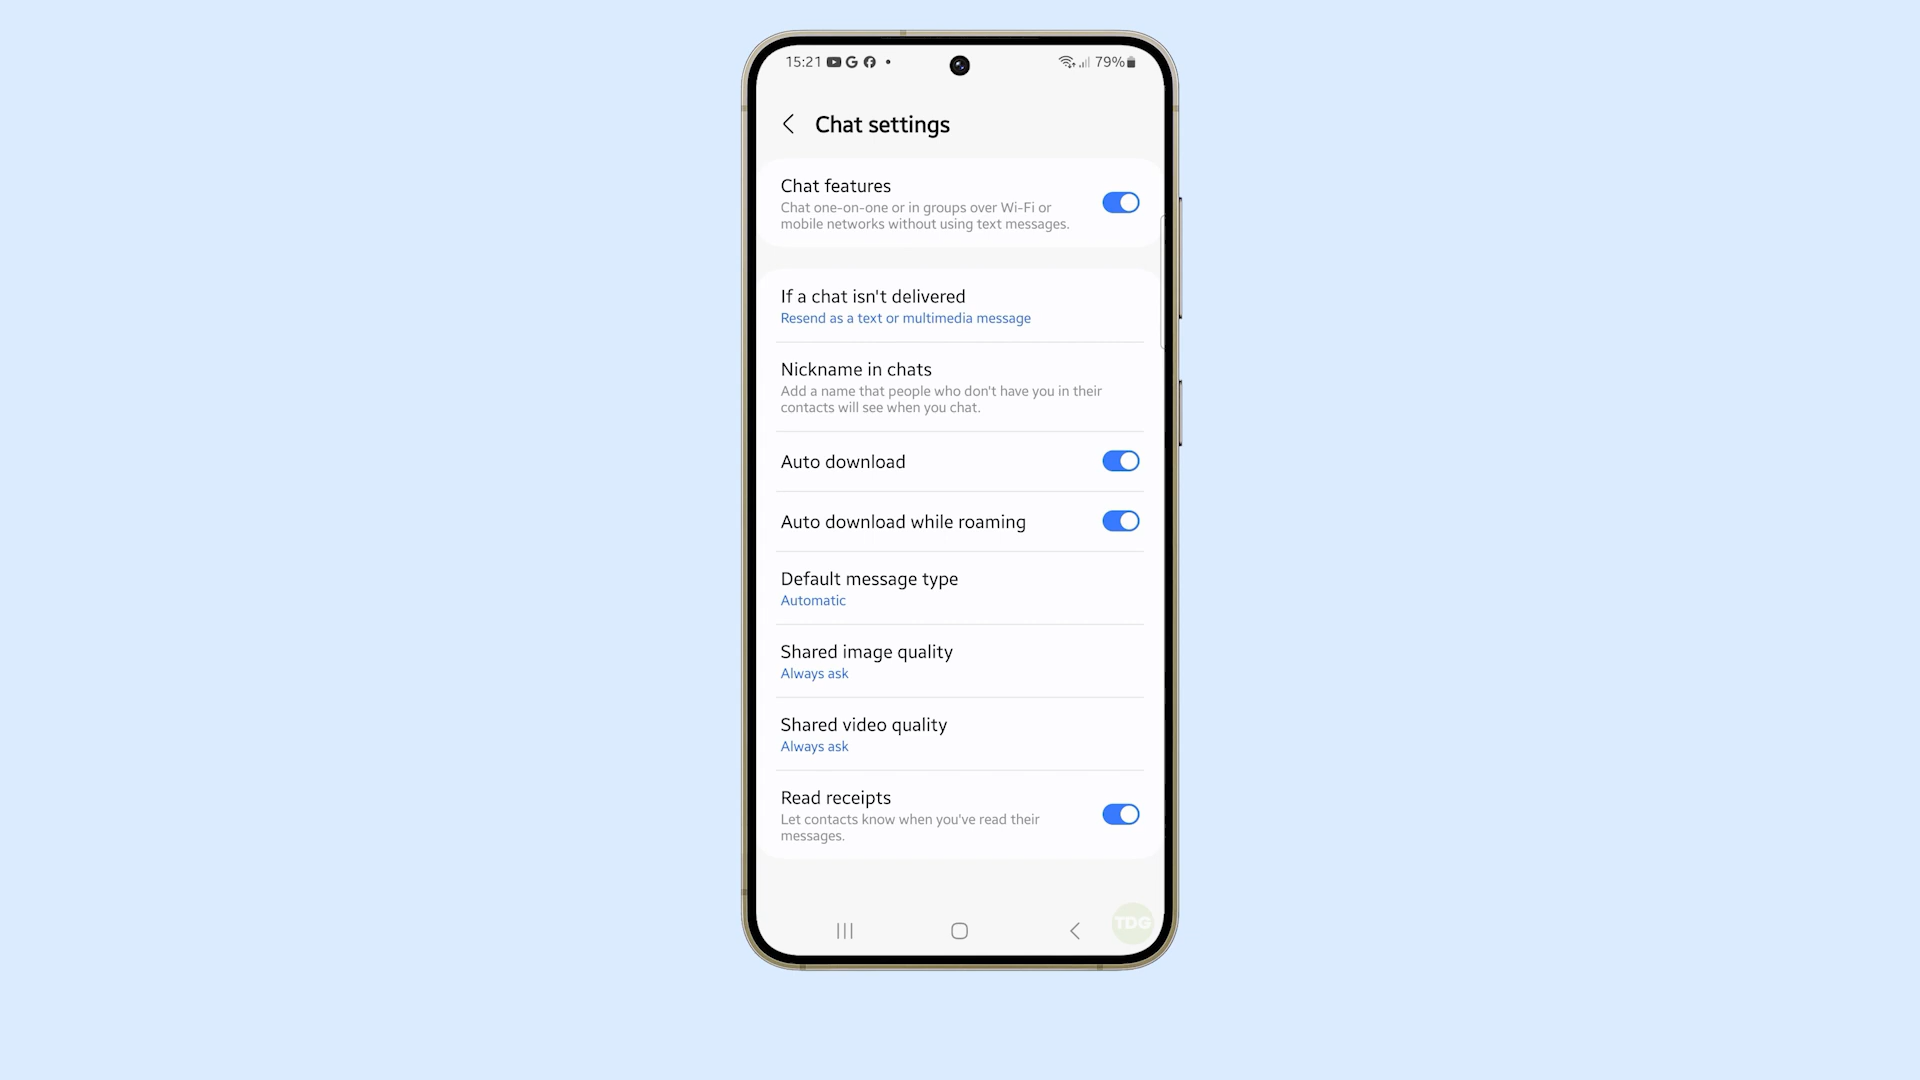 15:21
79%
Chat settings
Chat features
Chat one-on-one or in groups over Wi-Fi or
mobile networks without using text messages.
If a chat isn't delivered
Resend as a text or multimedia message
Nickname in chats
Add a name that people who don't have you in their
contacts will see when you chat.
Auto download
Auto download while roaming
Default message type
Automatic
Shared image quality
Always ask
Shared video quality
Always ask
Read receipts
Let contacts know when you've read their
messages.
TDG